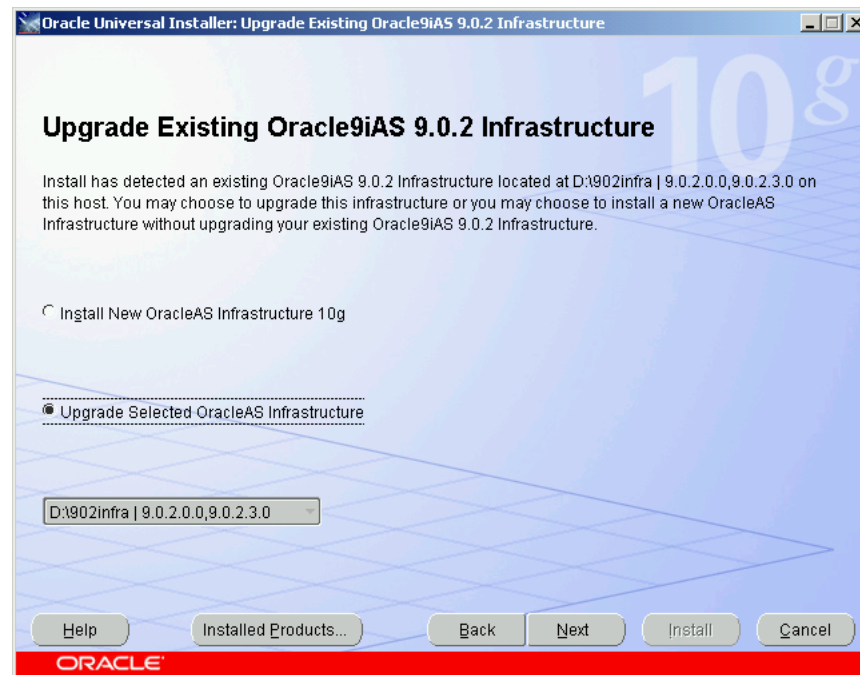 Oracle Universal Installer: Upgrade Existing Oracle9iAS 9.0.2 Infrastructure
10g
Upgrade Existing Oracle9iAS 9.0.2 Infrastructure
Install has detected an existing Oracle9iAS 9.0.2 Infrastructure located at D:\902infra | 9.0.2.0.0,9.0.2.3.0 on
this host. You may choose to upgrade this infrastructure or you may choose to install a new OracleAS
Infrastructure without upgrading your existing Oracle9iAS 9.0.2 Infrastructure.
Install New OracleAS Infrastructure 10g
Upgrade Selected OracleAS Infrastructure
D:\902infra | 9.0.2.0.0,9.0.2.3.0
Help
Installed Products...
Back
Next
Install
Cancel
ORACLE